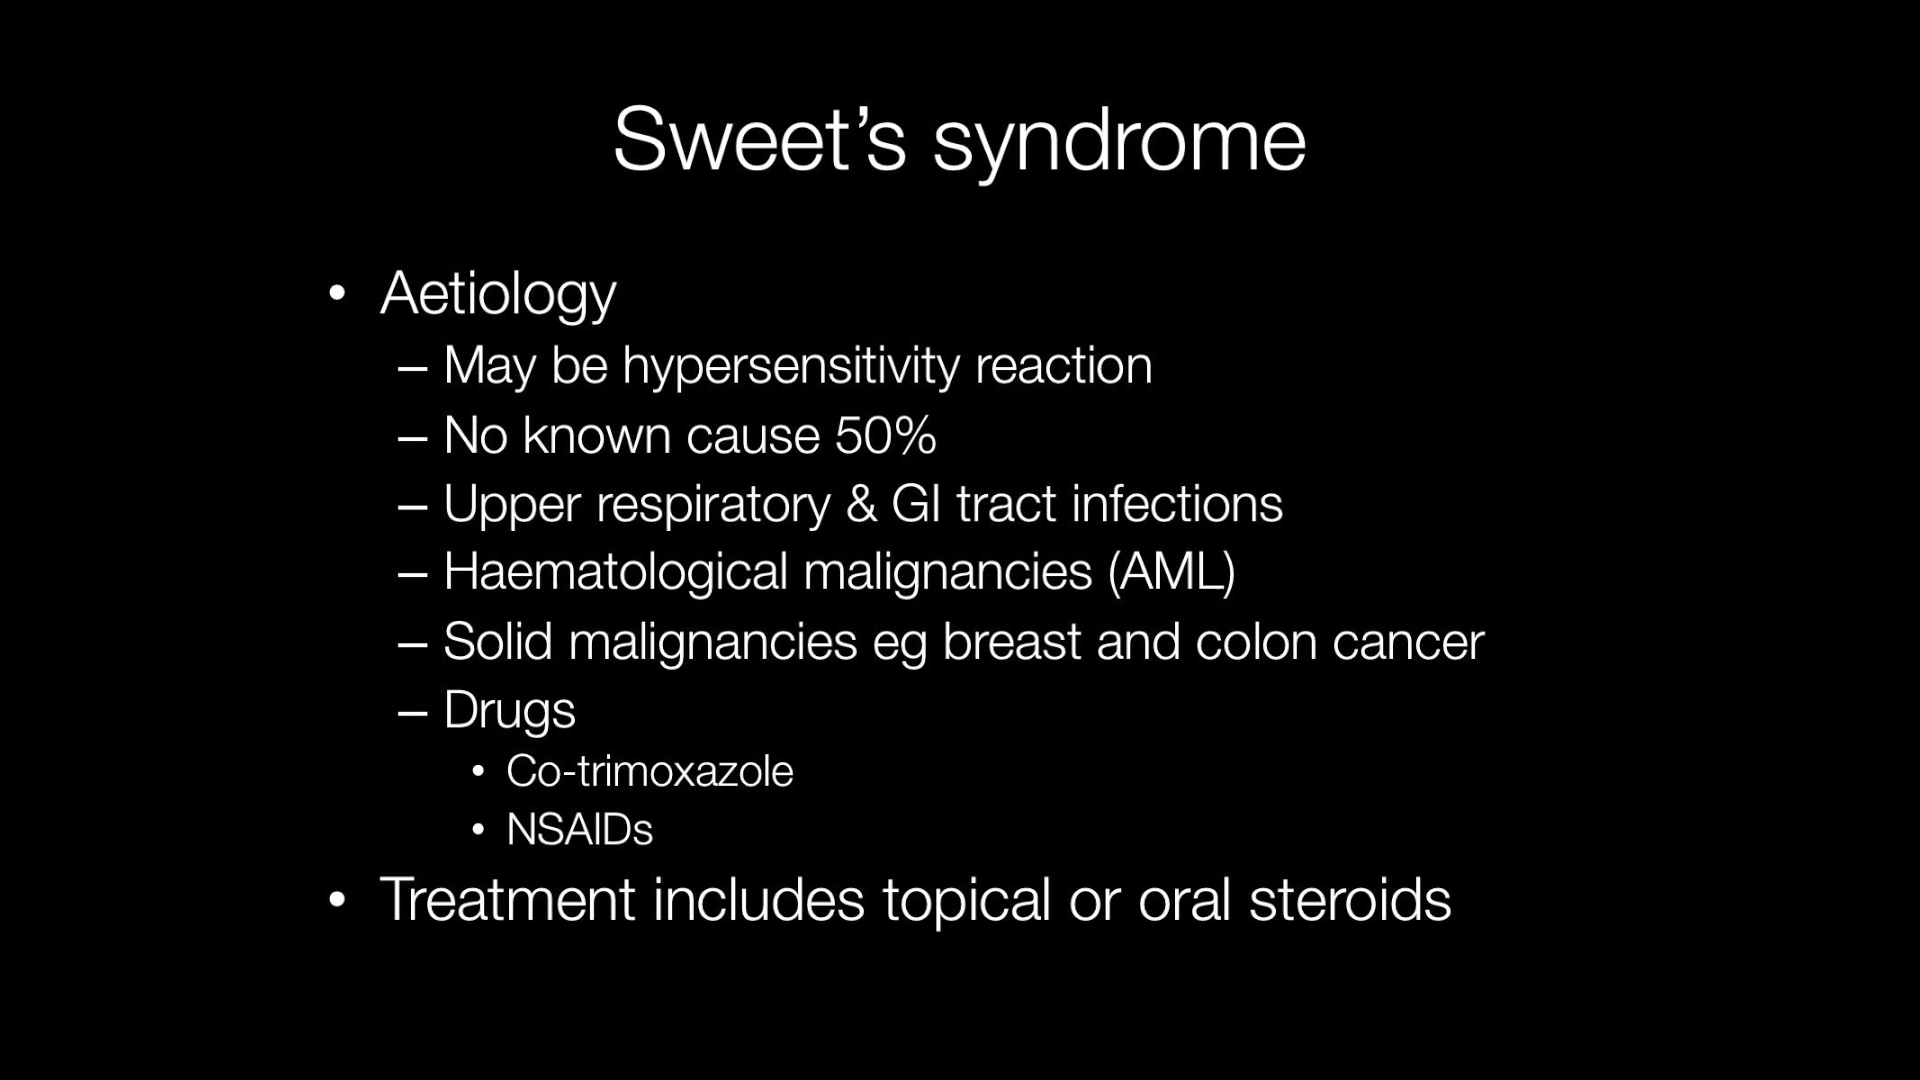 Sweet’s syndrome
• Aetiology
– May be hypersensitivity reaction
– No known cause 50%
– Upper respiratory & GI tract infections
– Haematological malignancies (AML)
– Solid malignancies eg breast and colon cancer
– Drugs
• Co-trimoxazole
• NSAIDs
• Treatment includes topical or oral steroids